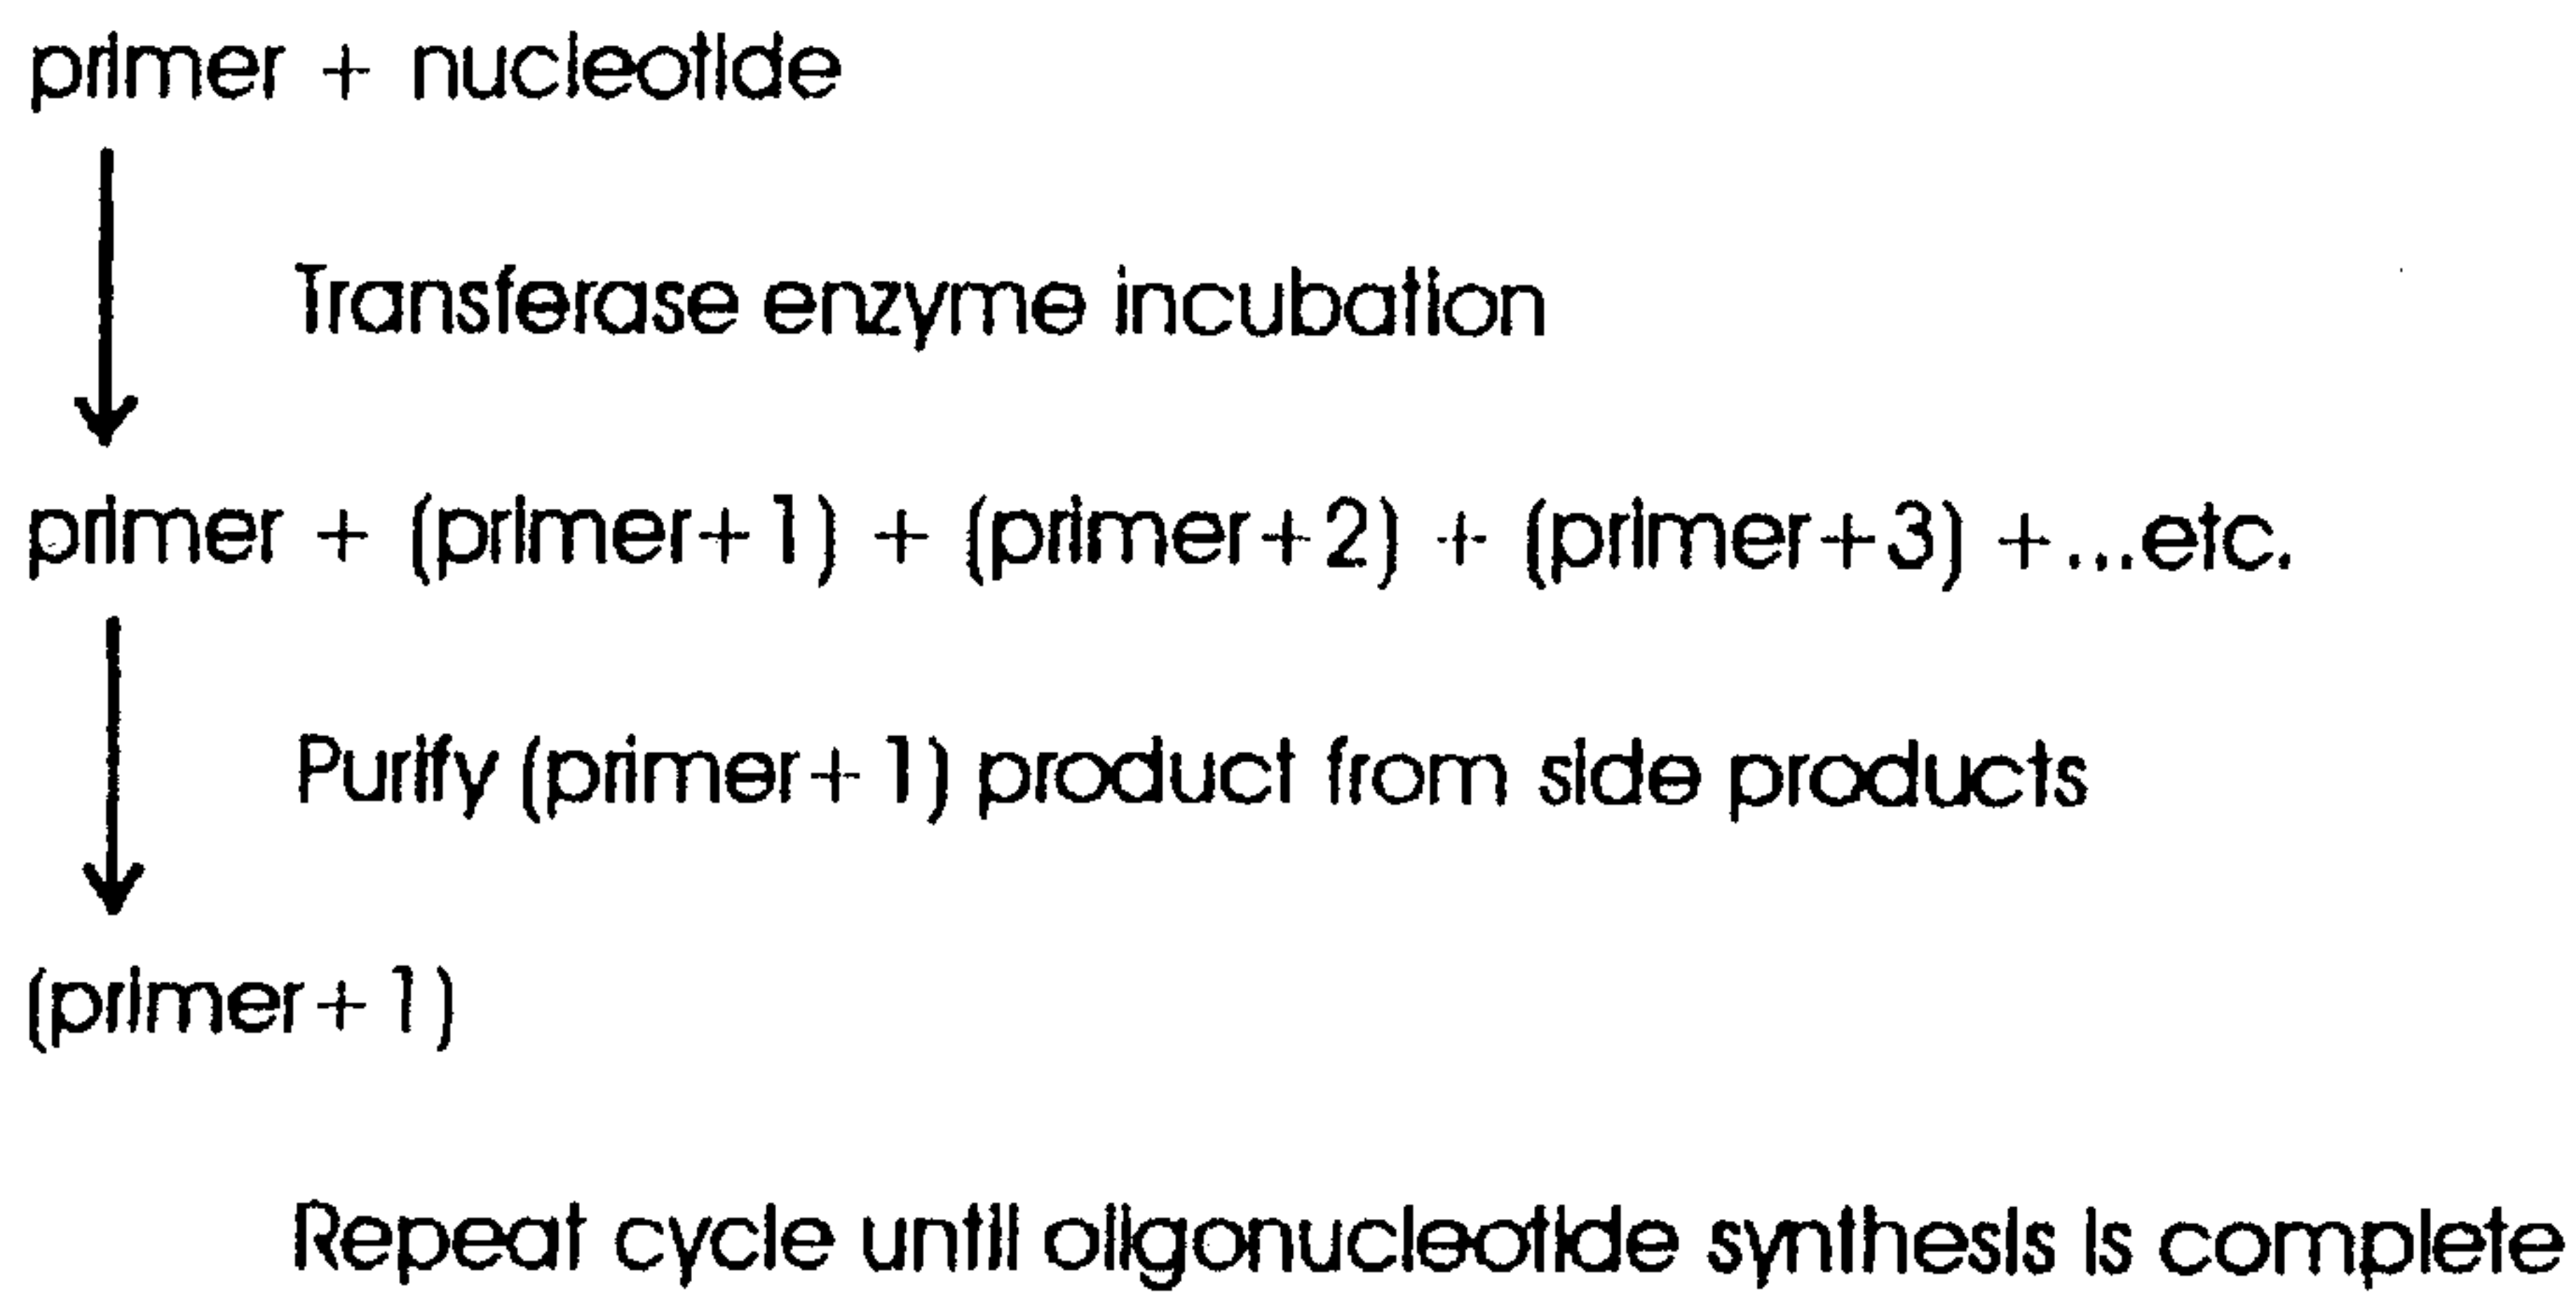 primer + nucleotide
Transferase enzyme incubation
primer + (primer+1) + (primer+2) + (primer+3) +...etc.
Purify (primer+1) product from side products
(primer+1)
Repeat cycle until oligonucleotide synthesis is complete